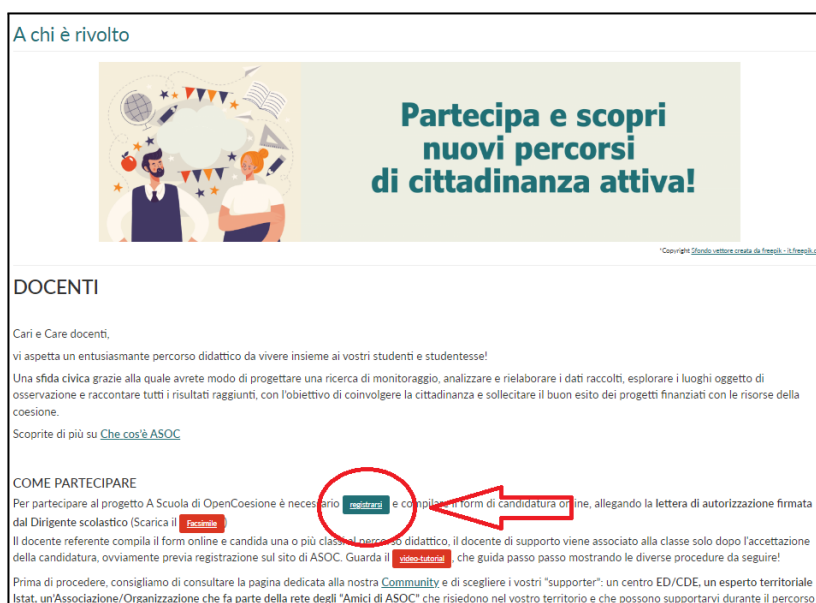 A chi è rivolto
Partecipa e scopri
nuovi percorsi
di cittadinanza attiva!
*Copyright Sfondo vettore creata da freepik - it.freepik.c
DOCENTI
Cari e Care docenti,
vi aspetta un entusiasmante percorso didattico da vivere insieme ai vostri studenti e studentesse!
Una sfida civica grazie alla quale avrete modo di progettare una ricerca di monitoraggio, analizzare e rielaborare i dati raccolti, esplorare i luoghi oggetto di
osservazione e raccontare tutti i risultati raggiunti, con l'obiettivo di coinvolgere la cittadinanza e sollecitare il buon esito dei progetti finanziati con le risorse della
coesione.
Scoprite di più su Che cos'è ASOC
COME PARTECIPARE
Per partecipare al progetto A Scuola di OpenCoesione è necessario registrarsi e compilare il form di candidatura online, allegando la lettera di autorizzazione firmata
dal Dirigente scolastico (Scarica il Facsimile)
Il docente referente compila il form online e candida una o più classi al percorso didattico, il docente di supporto viene associato alla classe solo dopo l'accettazione
della candidatura, ovviamente previa registrazione sul sito di ASOC. Guarda il video-tutorial, che guida passo passo mostrando le diverse procedure da seguire!
Prima di procedere, consigliamo di consultare la pagina dedicata alla nostra Community e di scegliere i vostri "supporter": un centro ED/CDE, un esperto territoriale
Istat, un'Associazione/Organizzazione che fa parte della rete degli "Amici di ASOC" che risiedono nel vostro territorio e che possono supportarvi durante il percorso